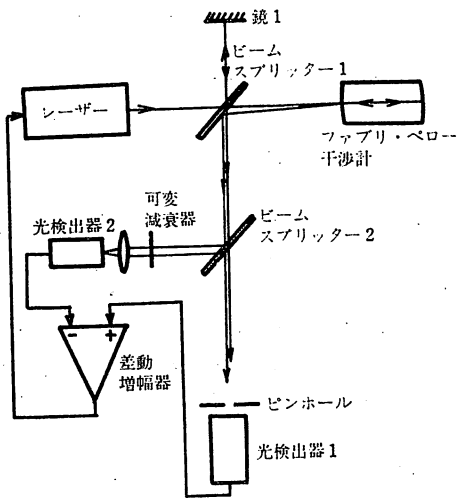 鏡1
ビーム
スプリッター1
レーザー
ファブリ・ペロー
干渉計
可変
減衰器
光検出器2
ビーム
スプリッター2
− +
差動
増幅器
ピンホール
光検出器1